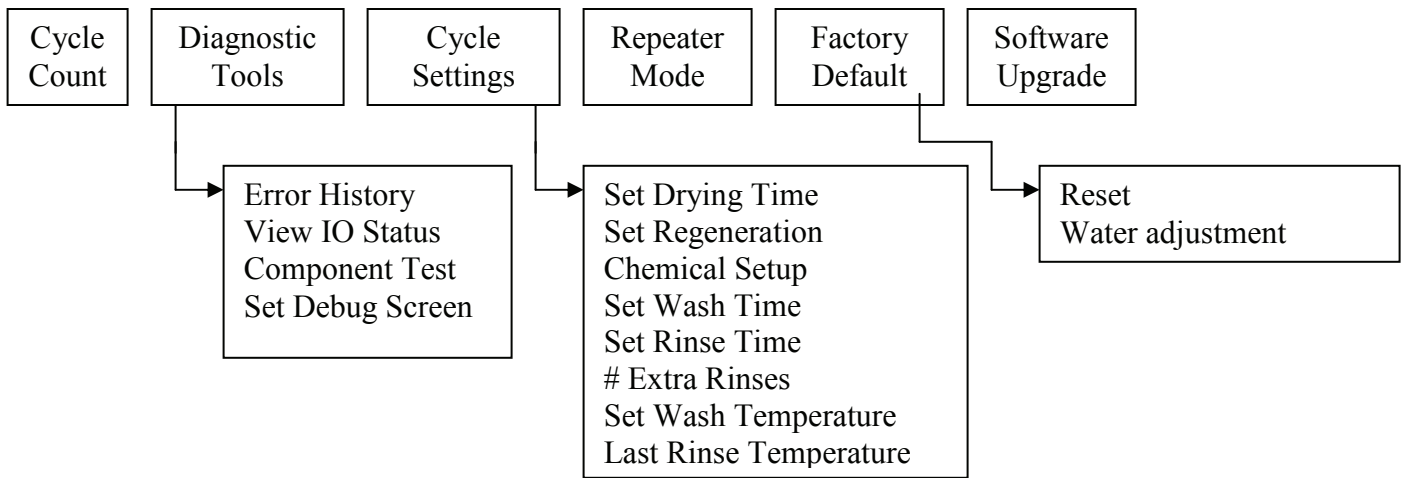 Cycle
Count
Diagnostic
Tools
Cycle
Settings
Repeater
Mode
Factory
Default
Software
Upgrade
Error History
View IO Status
Component Test
Set Debug Screen
Set Drying Time
Set Regeneration
Chemical Setup
Set Wash Time
Set Rinse Time
# Extra Rinses
Set Wash Temperature
Last Rinse Temperature
Reset
Water adjustment